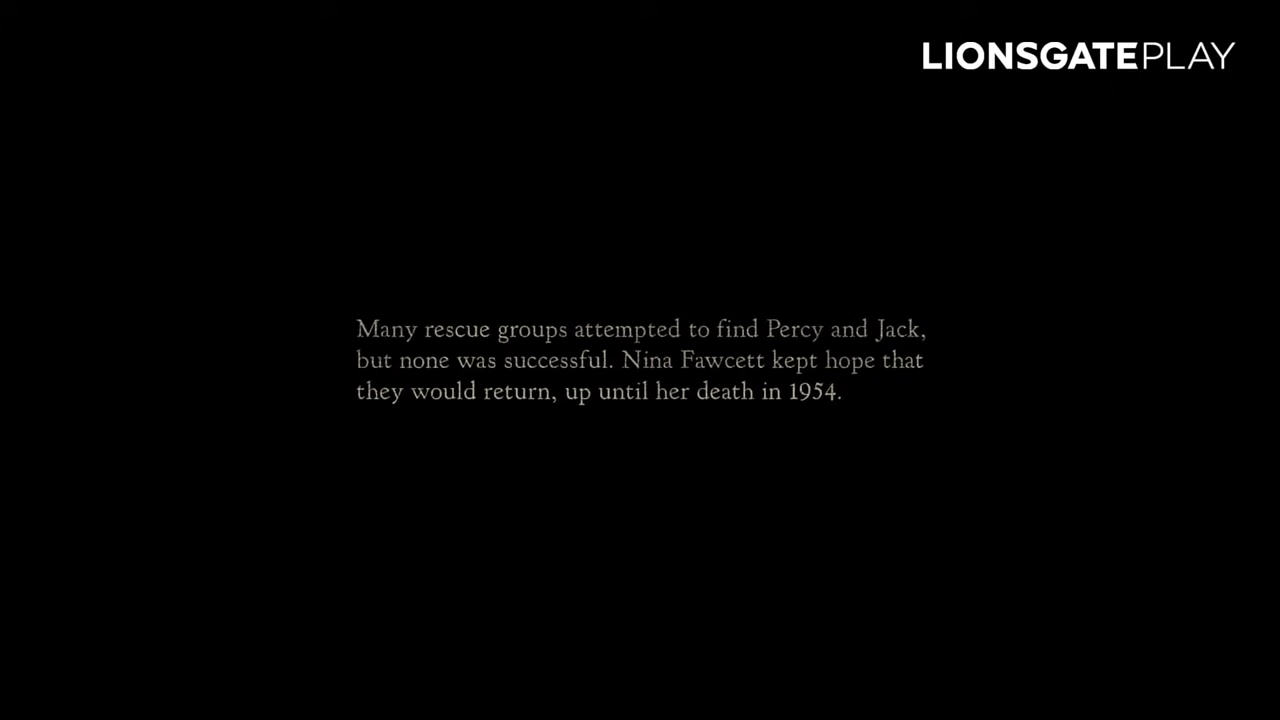 LIONSGATEPLAY
Many rescue groups attempted to find Percy and Jack,
but none was successful. Nina Fawcett kept hope that
they would return, up until her death in 1954.